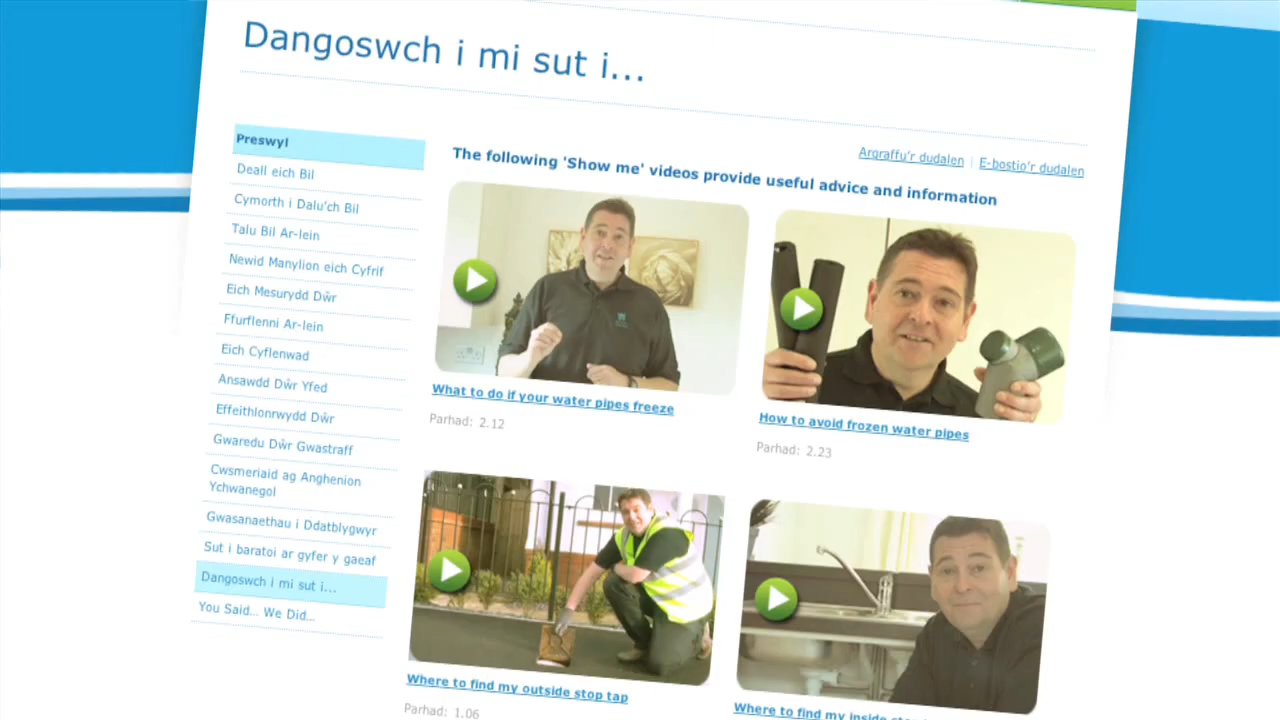 Dangoswch i mi sut i...
Argraffu'r dudalen | E-bostio'r dudalen
Preswyl
Deall eich Bil
Cymorth i Dalu'ch Bil
Talu Bil Ar-lein
Newid Manylion eich Cyfrif
Eich Mesurydd Dŵr
Ffurflenni Ar-lein
Eich Cyflenwad
Ansawdd Dŵr Yfed
Effeithlonrwydd Dŵr
Gwaredu Dŵr Gwastraff
Cwsmeriaid ag Anghenion
Ychwanegol
Gwasanaethau i Ddatblygwyr
Sut i baratoi ar gyfer y gaeaf
Dangoswch i mi sut i...
You Said... We Did...
The following 'Show me' videos provide useful advice and information
What to do if your water pipes freeze
Parhad: 2.12
How to avoid frozen water pipes
Parhad: 2.23
Where to find my outside stop tap
Parhad: 1.06
Where to find my inside